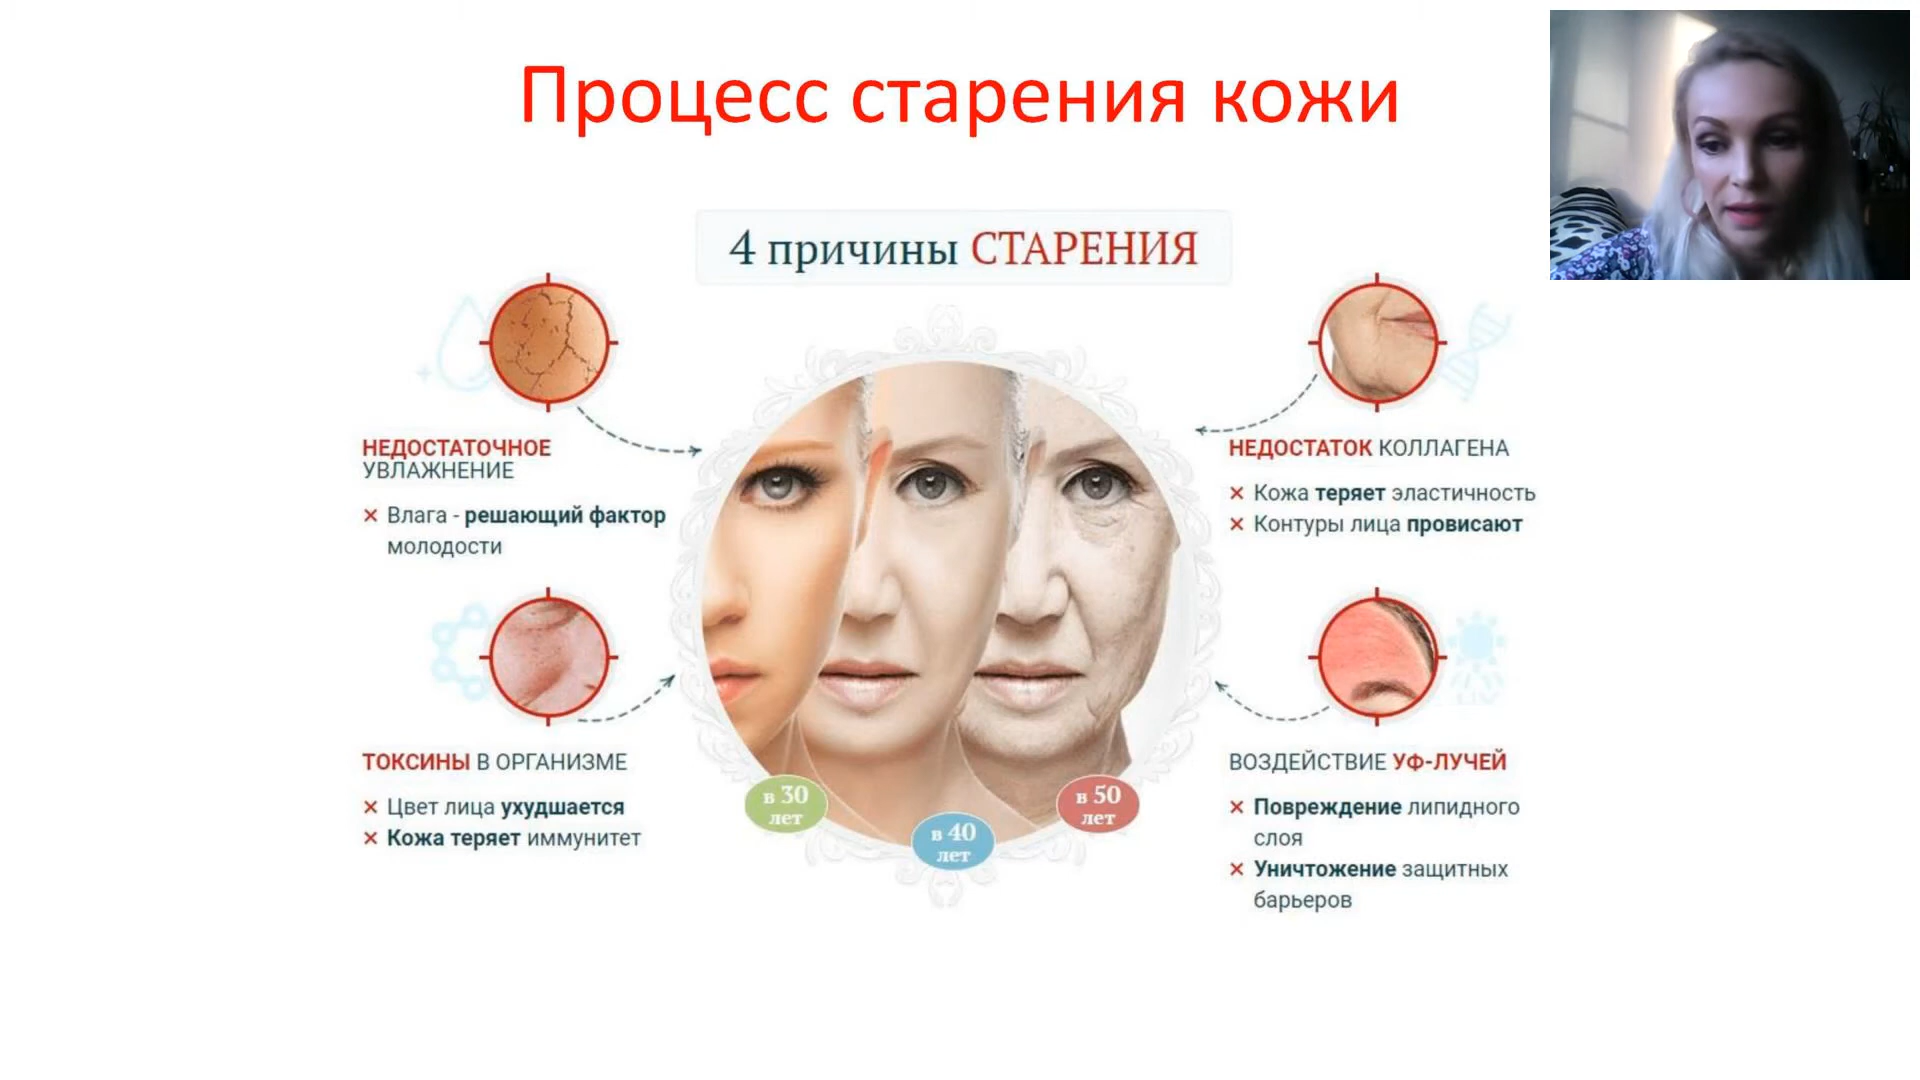 Процесс старения кожи
4 причины СТАРЕНИЯ
НЕДОСТАТОЧНОЕ
УВЛАЖНЕНИЕ
× Влага - решающий фактор
молодости
НЕДОСТАТОК КОЛЛАГЕНА
× Кожа теряет эластичность
× Контуры лица провисают
ТОКСИНЫ В ОРГАНИЗМЕ
× Цвет лица ухудшается
× Кожа теряет иммунитет
ВОЗДЕЙСТВИЕ УФ-ЛУЧЕЙ
× Повреждение липидного
слоя
× Уничтожение защитных
барьеров
в 30
лет
в 40
лет
в 50
лет